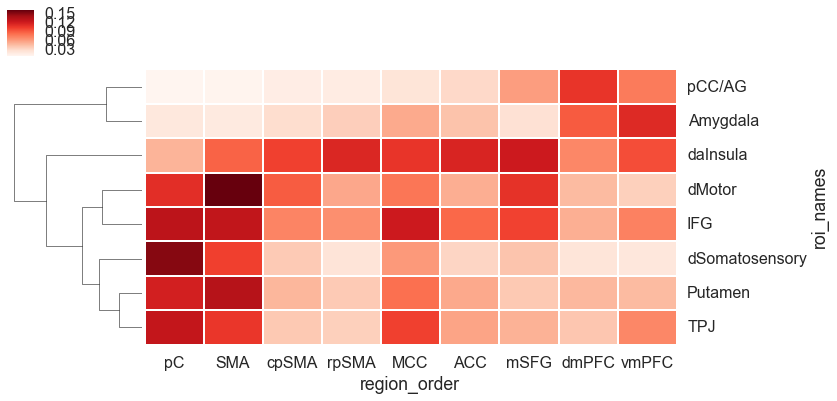 0.15
0.12
0.09
0.06
0.03
pCC/AG
Amygdala
daInsula
dMotor
IFG
dSomatosensory
Putamen
TPJ
roi_names
pC SMA cpSMA rpSMA MCC ACC mSFG dmPFC vmPFC
region_order